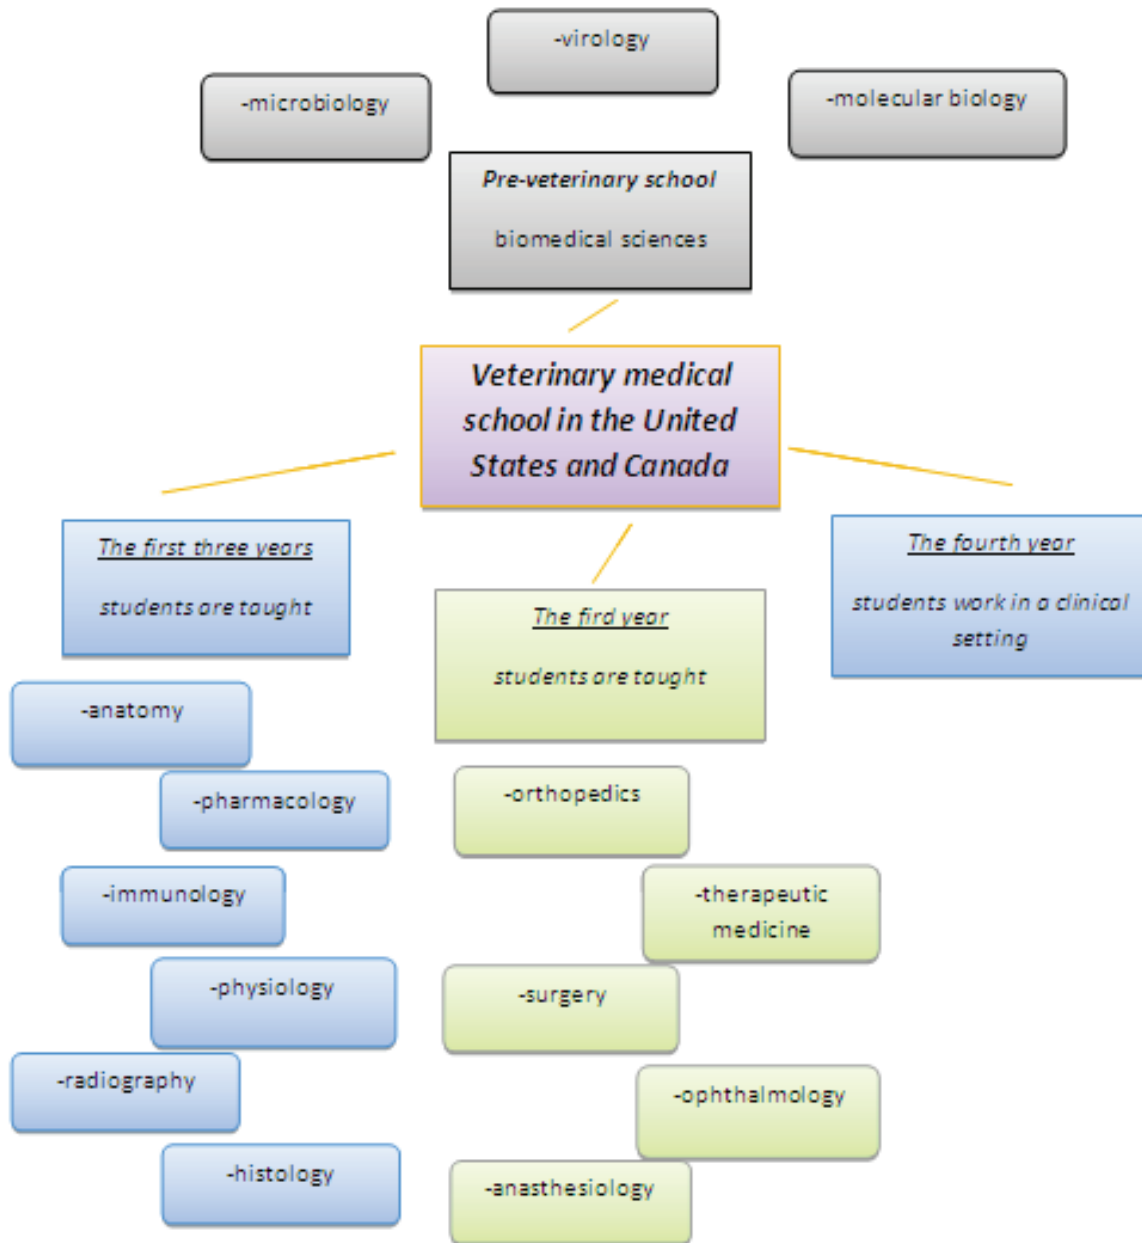 -virology
-microbiology
-molecular biology
Pre-veterinary school
biomedical sciences
Veterinary medical
school in the United
States and Canada
The first three years
students are taught
-anatomy
-pharmacology
-immunology
-physiology
-radiography
-histology
The fird year
students are taught
-orthopedics
-therapeutic
medicine
-surgery
-ophthalmology
-anasthesiology
The fourth year
students work in a clinical
setting